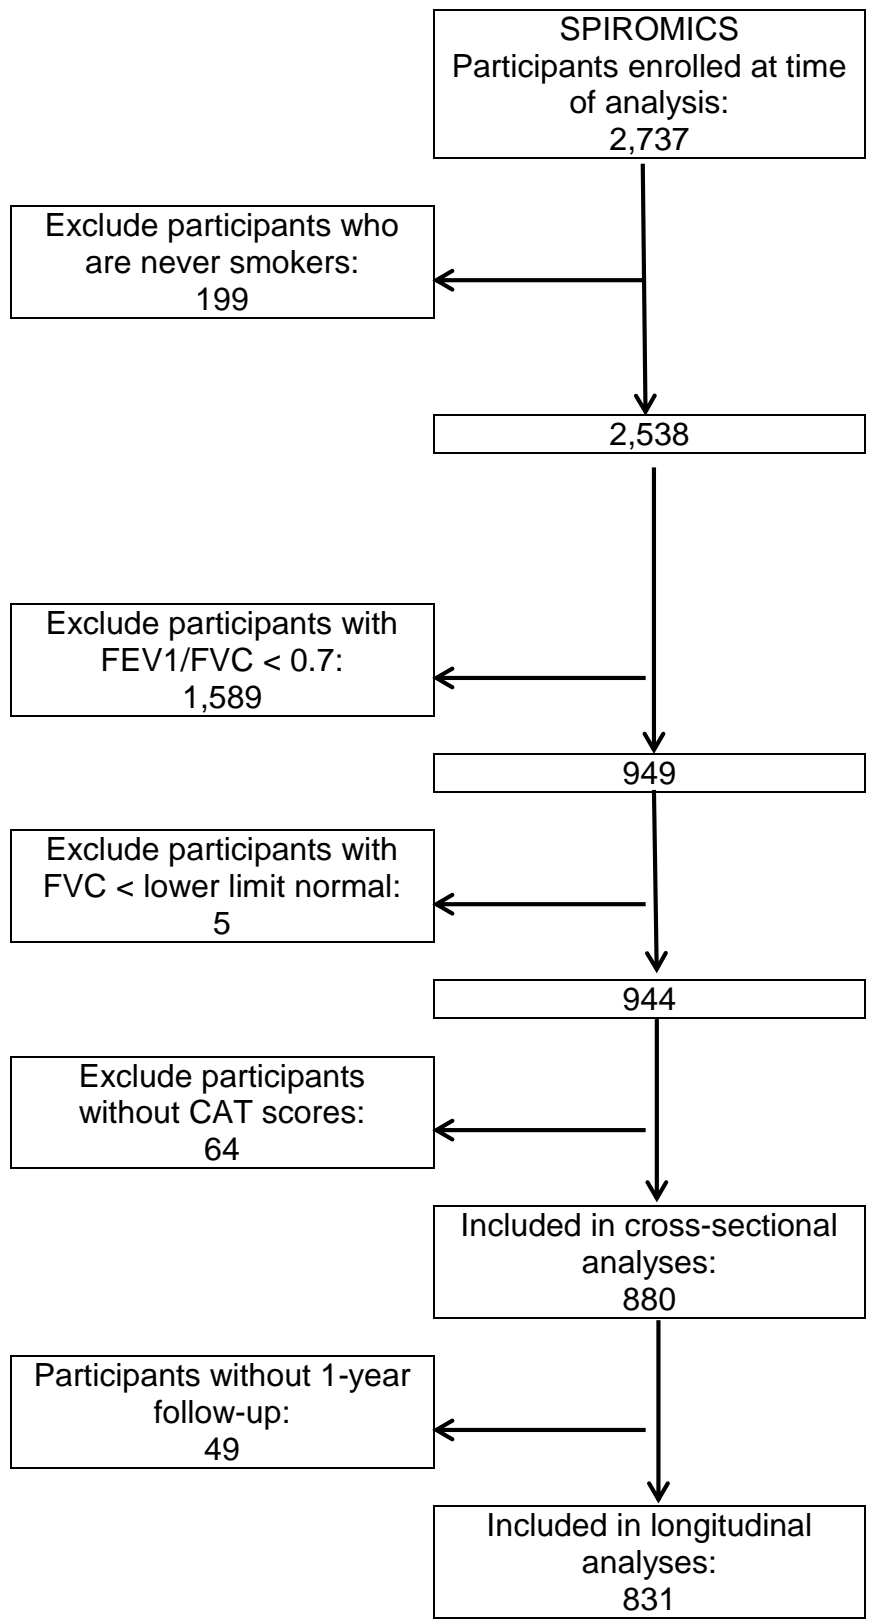 SPIROMICS
Participants enrolled at time
of analysis:
2,737
Exclude participants who
are never smokers:
199
2,538
Exclude participants with
FEV1/FVC < 0.7:
1,589
949
Exclude participants with
FVC < lower limit normal:
5
944
Exclude participants
without CAT scores:
64
Included in cross-sectional
analyses:
880
Participants without 1-year
follow-up:
49
Included in longitudinal
analyses:
831